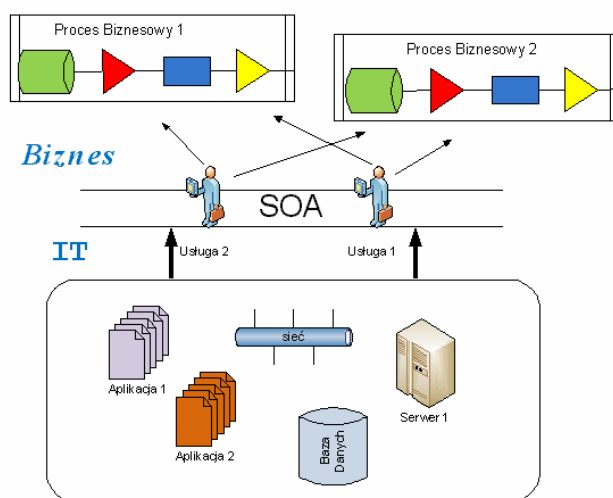 Proces Biznesowy 1
Proces Biznesowy 2
Biznes
SOA
IT
Usługa 2
Usługa 1
sieć
Aplikacja 1
Serwer 1
Aplikacja 2
Baza
Danych